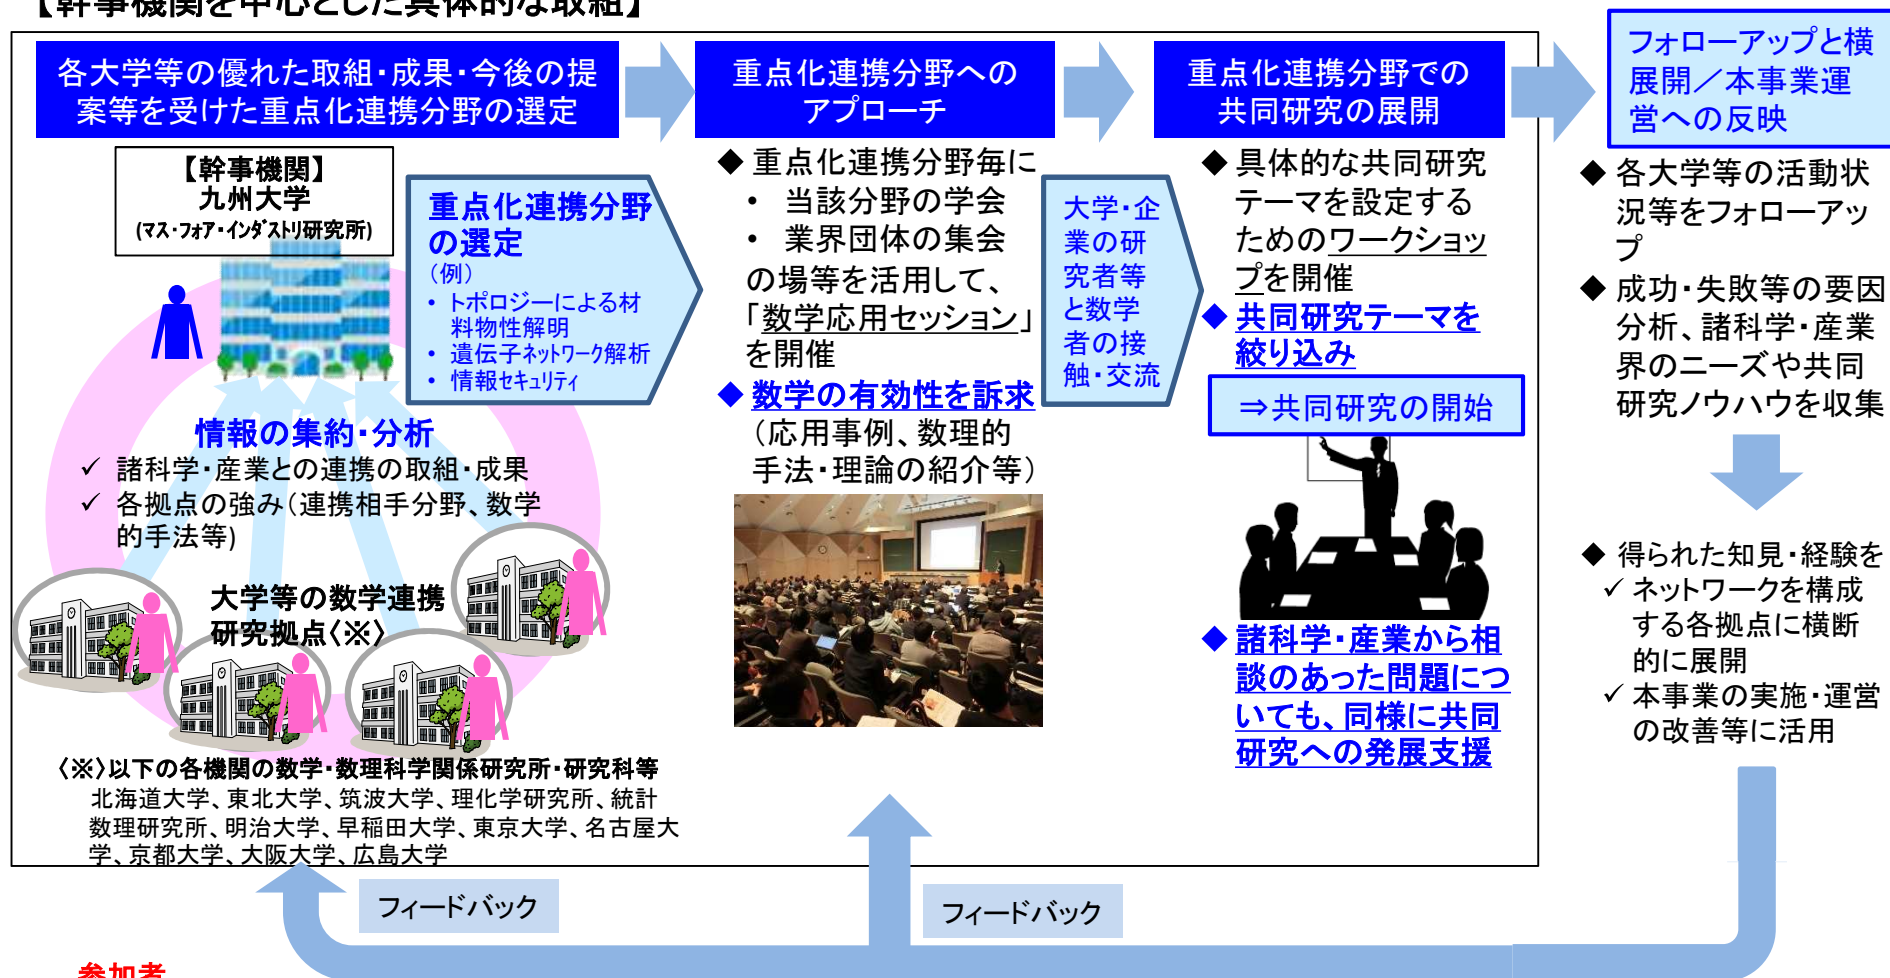 【幹事機関を中心とした具体的な取組】
各大学等の優れた取組・成果・今後の提
案等を受けた重点化連携分野の選定
【幹事機関】
九州大学
(マス・フォア・インダストリ研究所)
重点化連携分野
の選定
(例)
・ トポロジーによる材
料物性解明
・ 遺伝子ネットワーク解析
・ 情報セキュリティ
情報の集約・分析
✓ 諸科学・産業との連携の取組・成果
✓ 各拠点の強み(連携相手分野、数学
的手法等)
大学等の数学連携
研究拠点〈※〉
〈※〉以下の各機関の数学・数理科学関係研究所・研究科等
北海道大学、東北大学、筑波大学、理化学研究所、統計
数理研究所、明治大学、早稲田大学、東京大学、名古屋大
学、京都大学、大阪大学、広島大学
重点化連携分野への
アプローチ
◆ 重点化連携分野毎に
・ 当該分野の学会
・ 業界団体の集会
の場等を活用して、
「数学応用セッション」
を開催
◆ 数学の有効性を訴求
(応用事例、数理的
手法・理論の紹介等)
大学・企
業の研
究者等
と数学
者の接
触・交流
重点化連携分野での
共同研究の展開
◆ 具体的な共同研究
テーマを設定する
ためのワークショッ
プを開催
◆ 共同研究テーマを
絞り込み
⇒共同研究の開始
◆ 諸科学・産業から相
談のあった問題につ
いても、同様に共同
研究への発展支援
フォローアップと横
展開／本事業運
営への反映
◆ 各大学等の活動状
況等をフォローアッ
プ
◆ 成功・失敗等の要因
分析、諸科学・産業
界のニーズや共同
研究ノウハウを収集
◆ 得られた知見・経験を
✓ ネットワークを構成
する各拠点に横断
的に展開
✓ 本事業の実施・運営
の改善等に活用
フィードバック
フィードバック
参加者